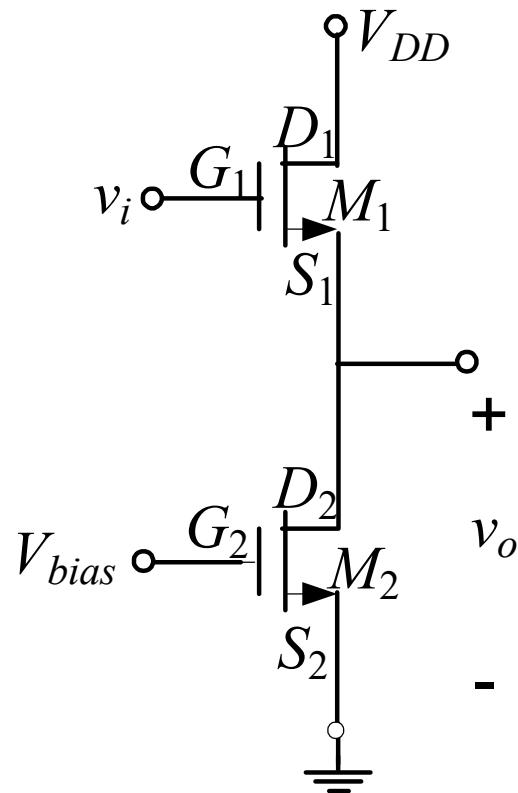 V_DD
D_1
G_1
v_i
M_1
S_1
+
D_2
G_2
V_bias
M_2
v_o
S_2
-